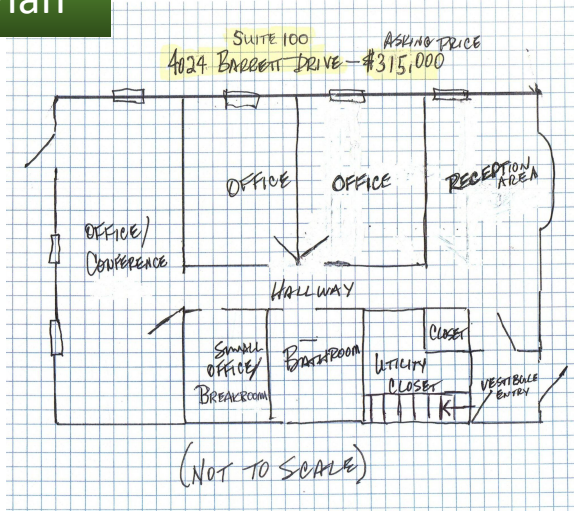 lan
SUITE 100
ASKING PRICE
4024 BARRETT DRIVE - $315,000
OFFICE
OFFICE
RECEPTION
AREA
OFFICE/
CONFERENCE
HALLWAY
SMALL
OFFICE/
BREAKROOM
BATHROOM
UTILITY
CLOSET
CLOSET
VESTIBULE
ENTRY
(NOT TO SCALE)